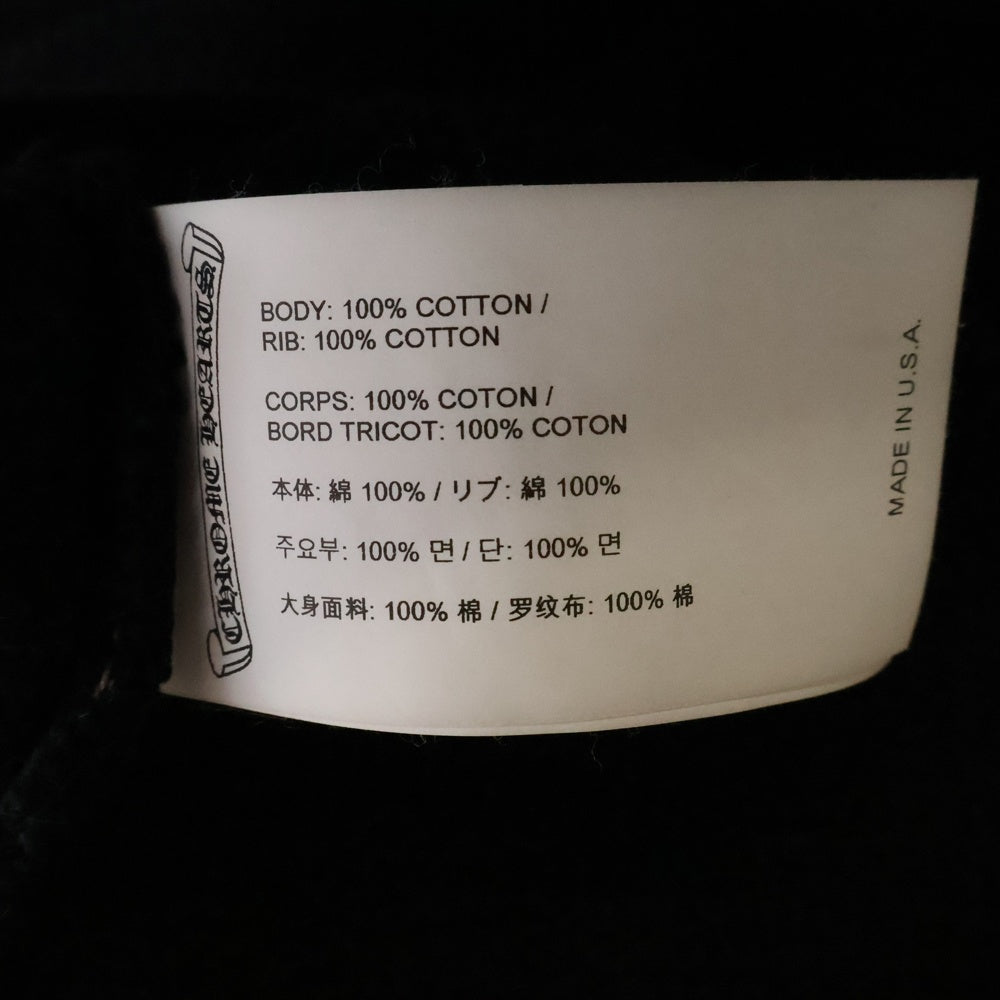 CHROME HEARTS
BODY: 100% COTTON /
RIB: 100% COTTON
CORPS: 100% COTON /
BORD TRICOT: 100% COTON
本体: 綿 100% / リブ: 綿 100%
주요부: 100% 면 / 단: 100% 면
大身面料: 100% 棉 / 罗纹布: 100% 棉
MADE IN U.S.A.